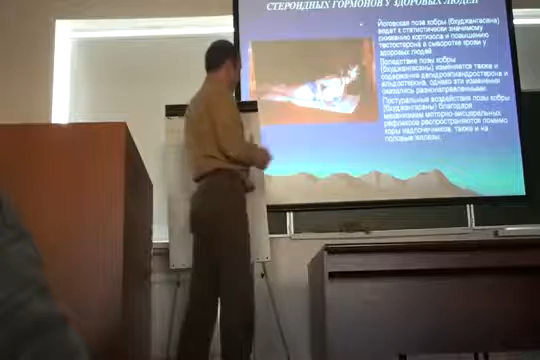 СТЕРОИДНЫХ ГОРМОНОВ У ЗДОРОВЫХ ЛЮДЕЙ
Йоговская поза кобры
(бхуджангасана)
ведет к статистически значимому
снижению кортизола и повышению
тестостерона в сыворотке крови у
здоровых людей.
Вследствие позы кобры
(бхуджангасаны) изменяется также и
содержание дегидроэпиандростерона и
альдостерона, однако эти изменения
оказались разнонаправленными.
Постуральные воздействия позы кобры
(бхуджангасаны) благодаря
механизмам моторно-висцеральных
рефлексов распространяются помимо
коры надпочечников, также и на
половые железы.